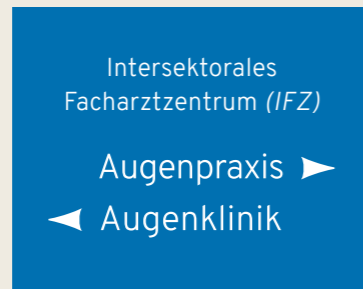 Intersektorales
Facharztzentrum (IFZ)
Augenpraxis ➤
◄ Augenklinik